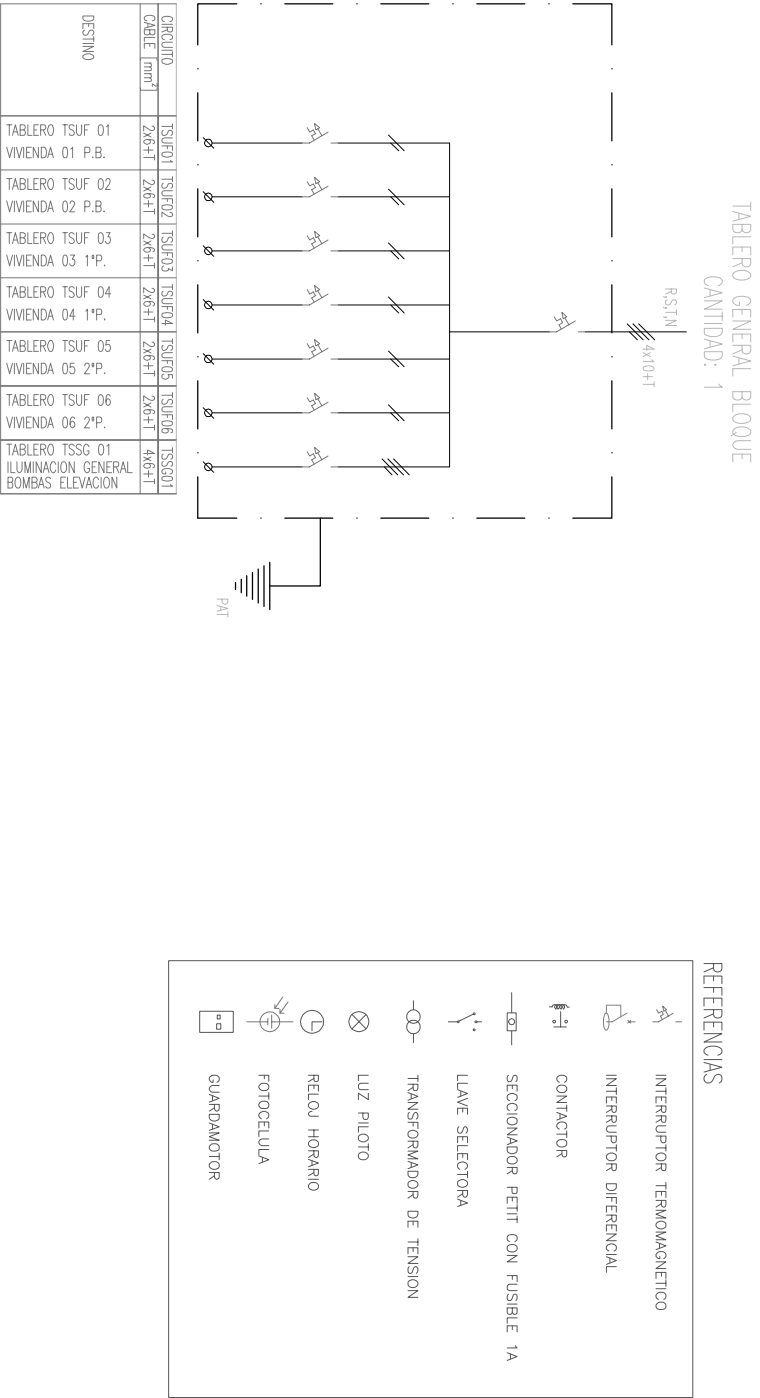 TABLERO GENERAL BLOQUE
CANTIDAD: 1
R,S,T,N
4x10+T
PAT
CIRCUITO
TSUF01
TSUF02
TSUF03
TSUF04
TSUF05
TSUF06
TSSG01
CABLE mm²
2x6+T
2x6+T
2x6+T
2x6+T
2x6+T
2x6+T
4x6+T
DESTINO
TABLERO TSUF 01
VIVIENDA 01 P.B.
TABLERO TSUF 02
VIVIENDA 02 P.B.
TABLERO TSUF 03
VIVIENDA 03 1°P.
TABLERO TSUF 04
VIVIENDA 04 1°P.
TABLERO TSUF 05
VIVIENDA 05 2°P.
TABLERO TSUF 06
VIVIENDA 06 2°P.
TABLERO TSSG 01
ILUMINACION GENERAL
BOMBAS ELEVACION
REFERENCIAS
INTERRUPTOR TERMOMAGNETICO
INTERRUPTOR DIFERENCIAL
CONTACTOR
SECCIONADOR PETIT CON FUSIBLE 1A
LLAVE SELECTORA
TRANSFORMADOR DE TENSION
LUZ PILOTO
RELOJ HORARIO
FOTOCELULA
GUARDAMOTOR